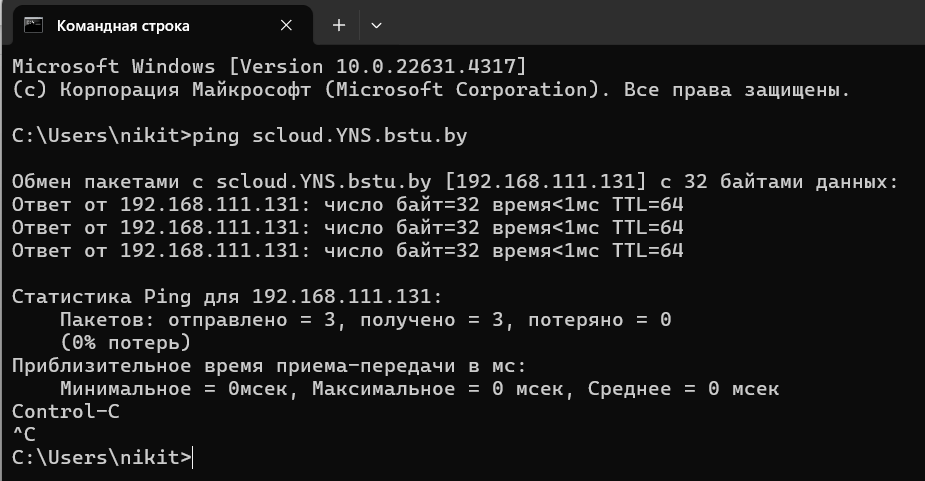 Командная строка
Microsoft Windows [Version 10.0.22631.4317]
(c) Корпорация Майкрософт (Microsoft Corporation). Все права защищены.
C:\Users\nikit>ping scloud.YNS.bstu.by
Обмен пакетами с scloud.YNS.bstu.by [192.168.111.131] с 32 байтами данных:
Ответ от 192.168.111.131: число байт=32 время<1мс TTL=64
Ответ от 192.168.111.131: число байт=32 время<1мс TTL=64
Ответ от 192.168.111.131: число байт=32 время<1мс TTL=64
Статистика Ping для 192.168.111.131:
    Пакетов: отправлено = 3, получено = 3, потеряно = 0
    (0% потерь)
Приблизительное время приема-передачи в мс:
    Минимальное = 0мсек, Максимальное = 0 мсек, Среднее = 0 мсек
Control-C
^C
C:\Users\nikit>